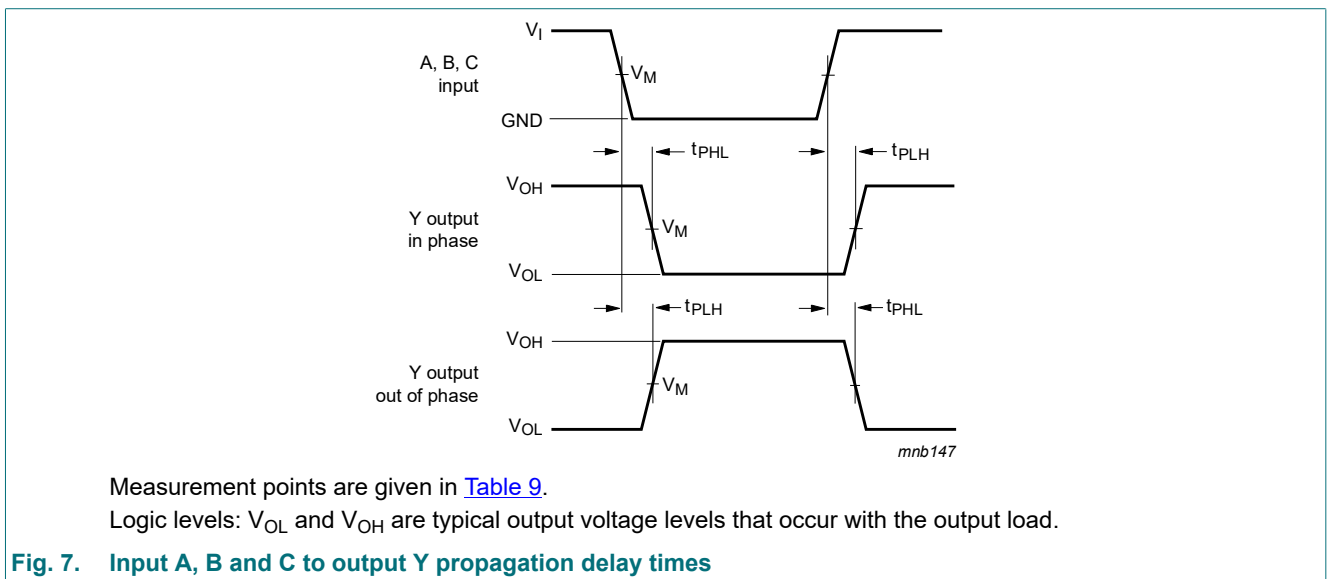 VI
A, B, C
input
VM
GND
tPHL
tPLH
VOH
Y output
in phase
VM
VOL
tPLH
tPHL
VOH
Y output
out of phase
VM
VOL
mnb147
Measurement points are given in Table 9.
Logic levels: VOL and VOH are typical output voltage levels that occur with the output load.
Fig. 7. Input A, B and C to output Y propagation delay times